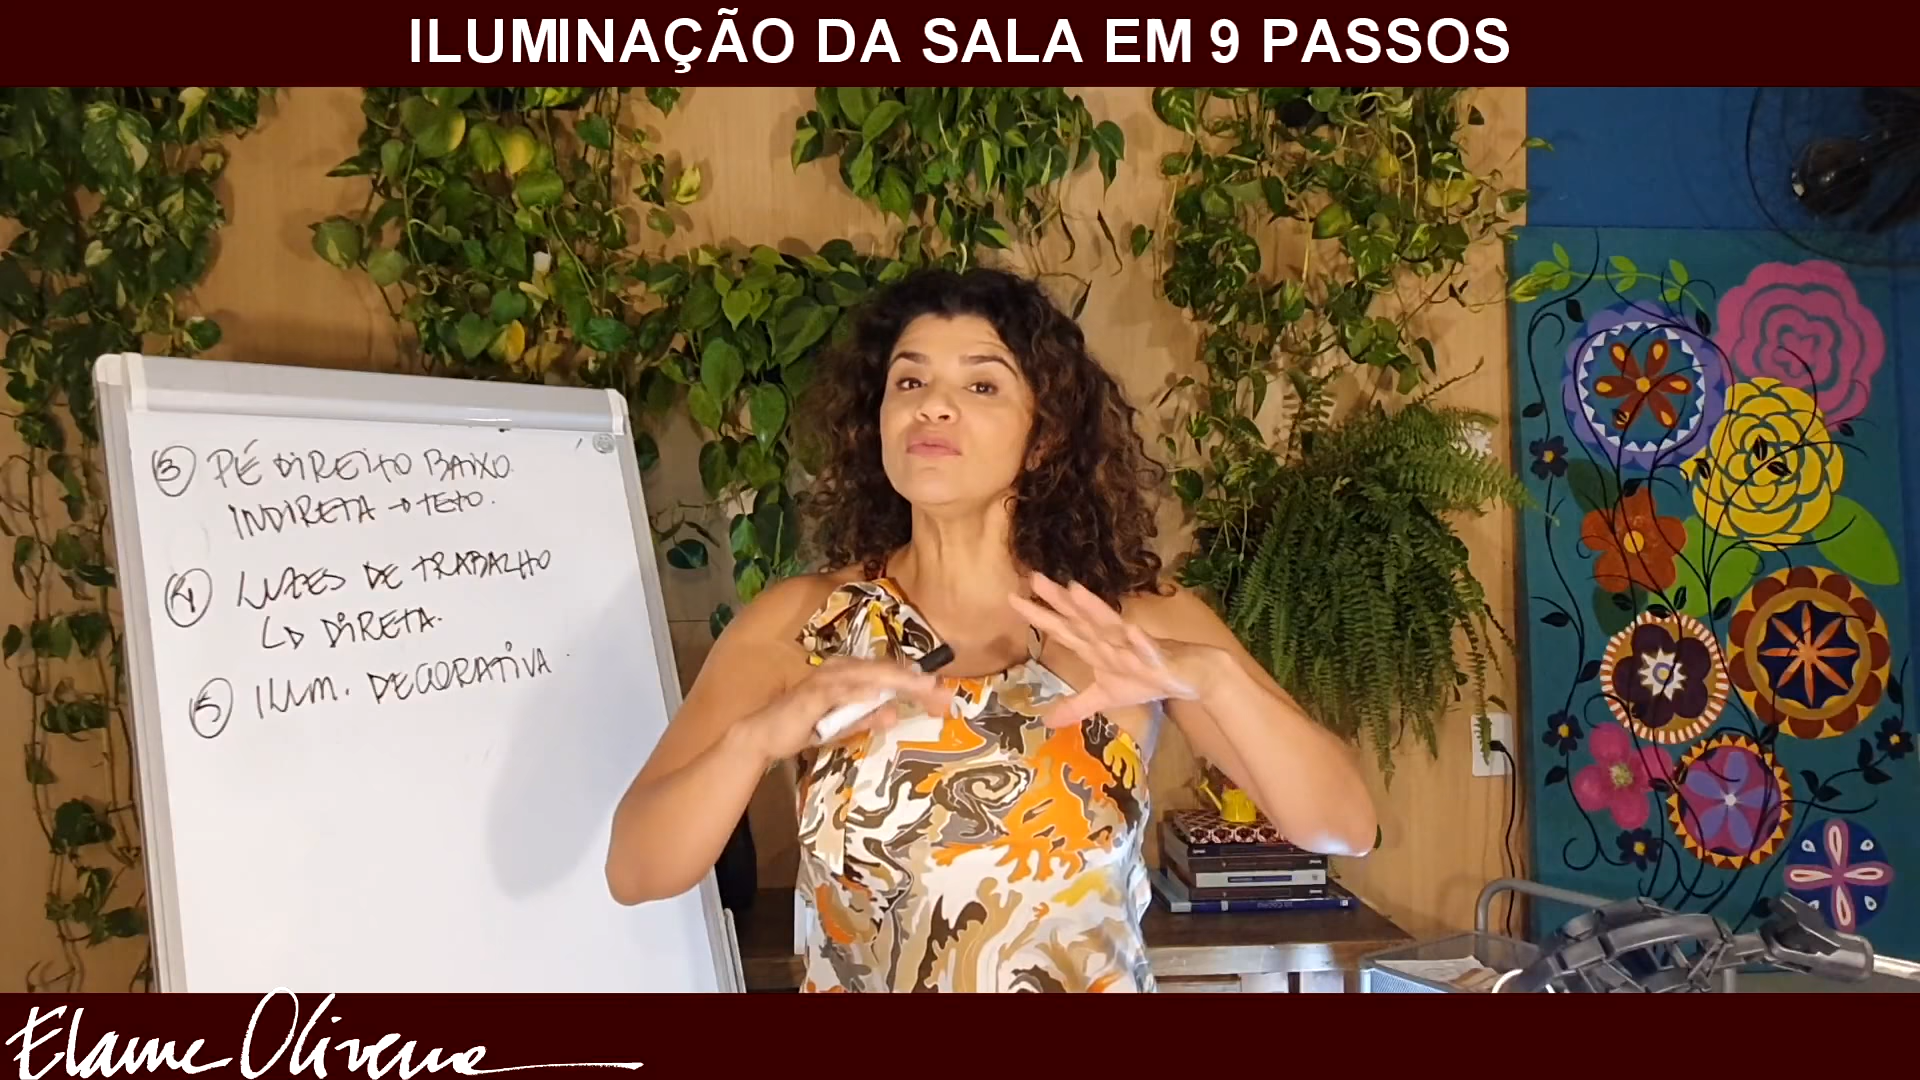 ILUMINAÇÃO DA SALA EM 9 PASSOS
3 PÉ DIREITO BAIXO
INDIRETA → TETO.
4 LUZES DE TRABALHO
↳ DIRETA.
5 ILUM. DECORATIVA
Elaine Oliveira